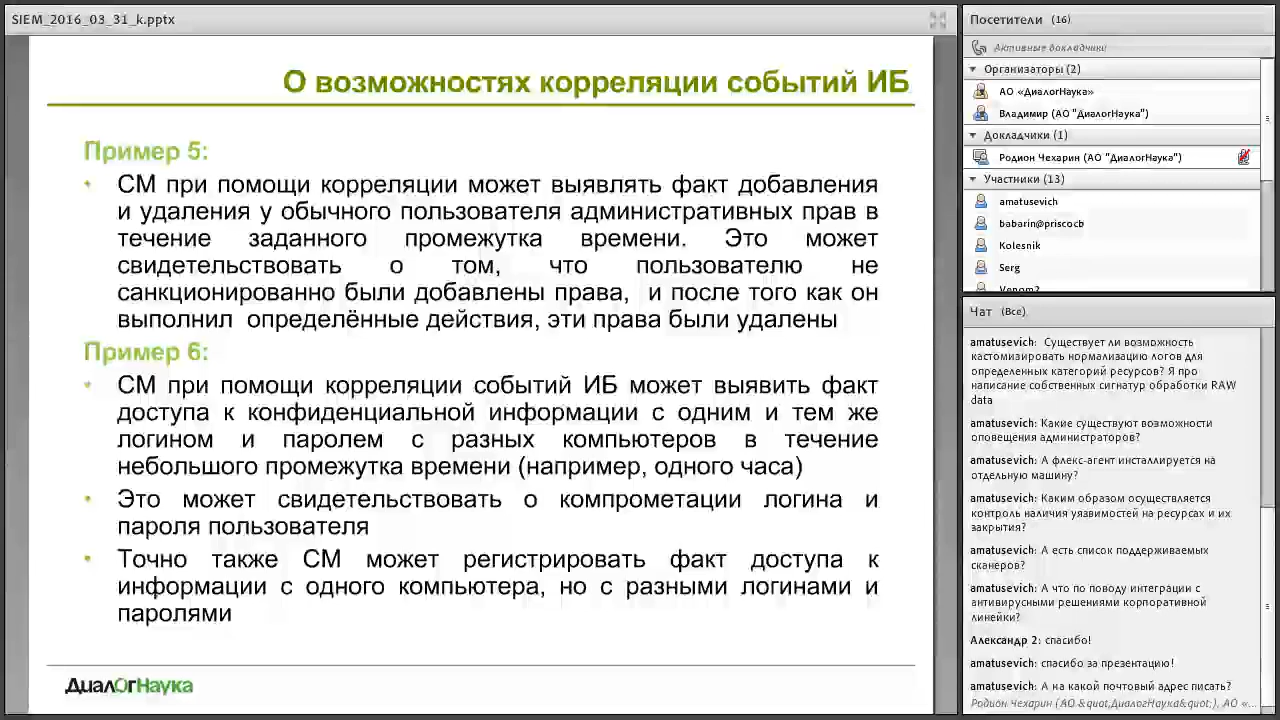 SIEM_2016_03_31_k.pptx
О возможностях корреляции событий ИБ
Пример 5:
СМ при помощи корреляции может выявлять факт добавления
и удаления у обычного пользователя административных прав в
течение заданного промежутка времени. Это может
свидетельствовать о том, что пользователю не
санкционированно были добавлены права, и после того как он
выполнил определённые действия, эти права были удалены
Пример 6:
СМ при помощи корреляции событий ИБ может выявить факт
доступа к конфиденциальной информации с одним и тем же
логином и паролем с разных компьютеров в течение
небольшого промежутка времени (например, одного часа)
Это может свидетельствовать о компрометации логина и
пароля пользователя
Точно также СМ может регистрировать факт доступа к
информации с одного компьютера, но с разными логинами и
паролями
ДиалОгНаука
Посетители (16)
Активные докладчики
Организаторы (2)
АО «ДиалогНаука»
Владимир (АО "ДиалогНаука")
Докладчики (1)
Родион Чехарин (АО "ДиалогНаука")
Участники (13)
amatusevich
babarin@priscocb
Kolesnik
Serg
Venom?
Чат (Все)
amatusevich: Существует ли возможность
кастомизировать нормализацию логов для
определенных категорий ресурсов? Я про
написание собственных сигнатур обработки RAW
data
amatusevich: Какие существуют возможности
оповещения администраторов?
amatusevich: А флекс-агент инсталлируется на
отдельную машину?
amatusevich: Каким образом осуществляется
контроль наличия уязвимостей на ресурсах и их
закрытия?
amatusevich: А есть список поддерживаемых
сканеров?
amatusevich: А что по поводу интеграции с
антивирусными решениями корпоративной
линейки?
Александр 2: спасибо!
amatusevich: спасибо за презентацию!
amatusevich: А на какой почтовый адрес писать?
Родион Чехарин (АО &quot;ДиалогНаука&quot;), АО «...